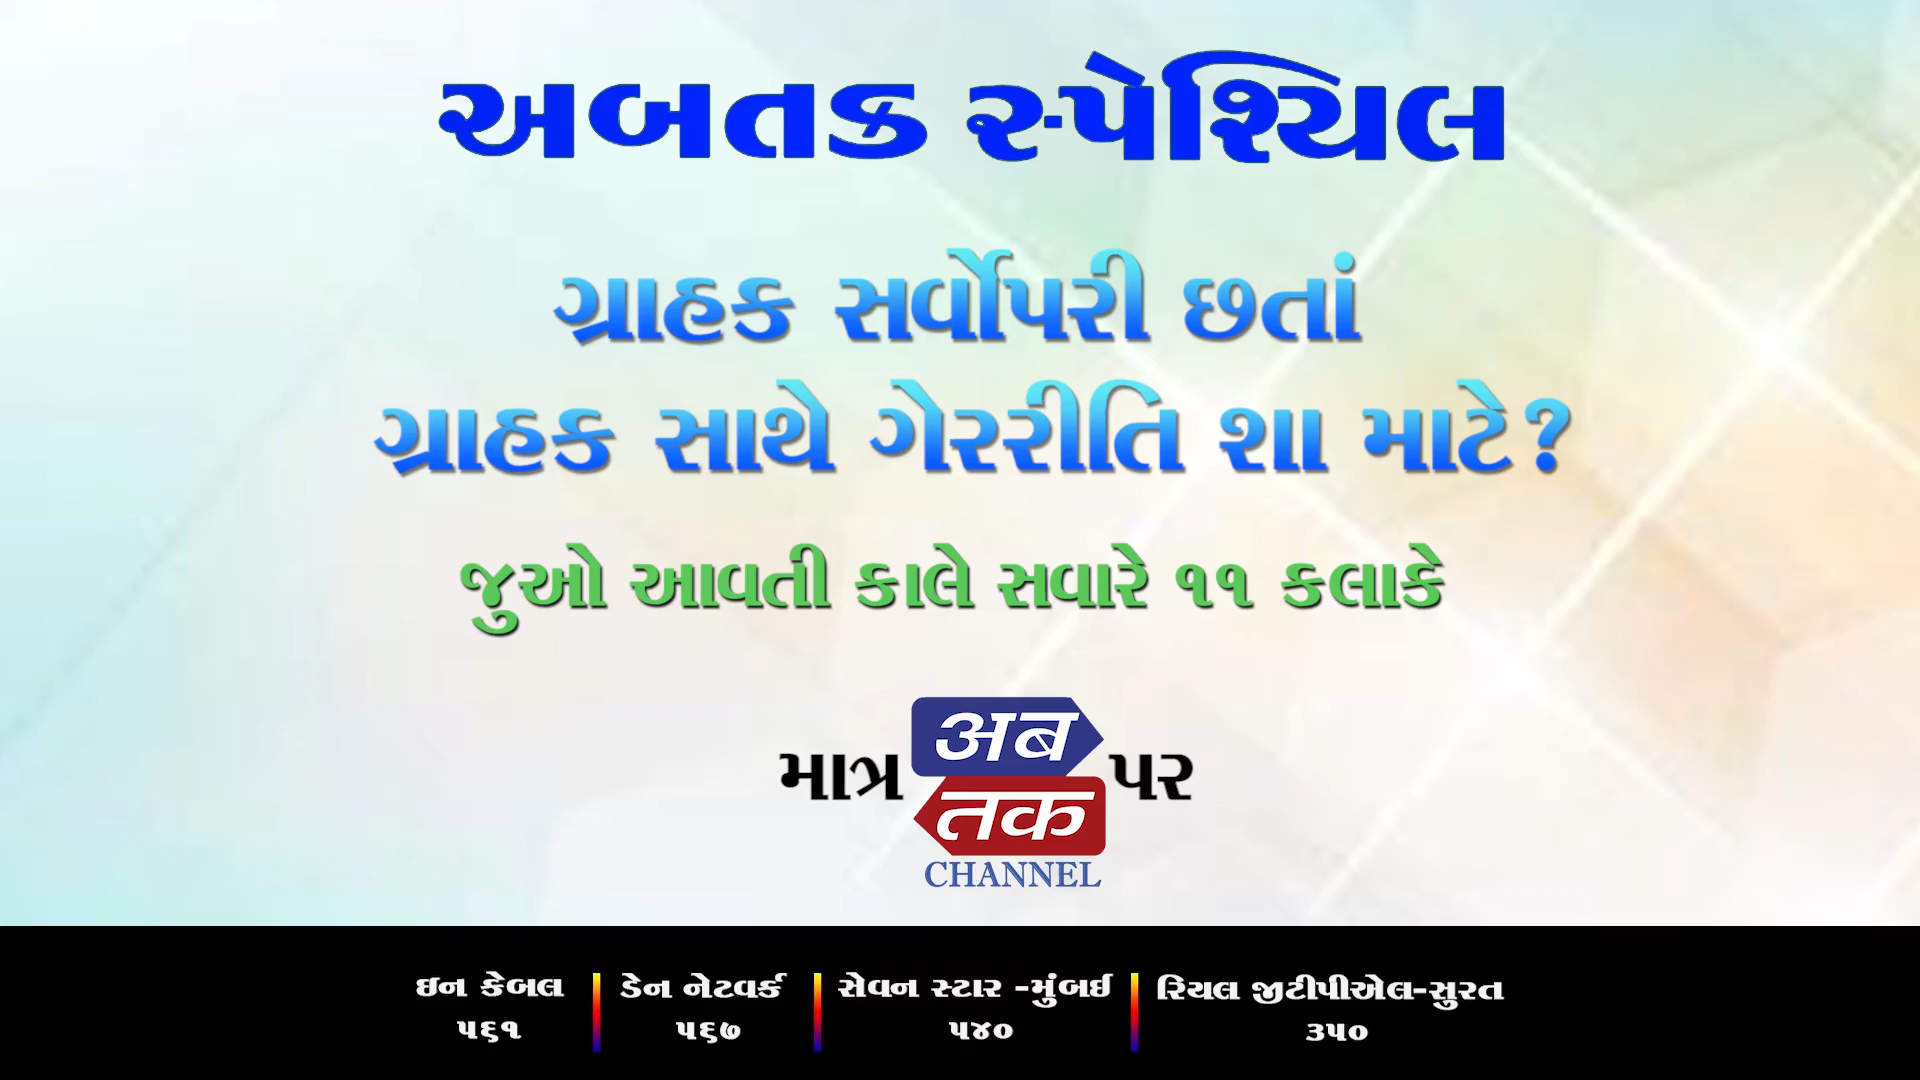 અબતક સ્પેશ્યિલ
ગ્રાહક સર્વોપરી છતાં
ગ્રાહક સાથે ગેરરીતિ શા માટે?
જુઓ આવતી કાલે સવારે ૧૧ કલાકે
માત્ર अब तक CHANNEL પર
ઇન કેબલ | ડેન નેટવર્ક | સેવન સ્ટાર -મુંબઈ | રિયલ જીટીપીએલ-સુરત
૫૬૧ | ૫૬૭ | ૫૪૦ | ૩૫૦